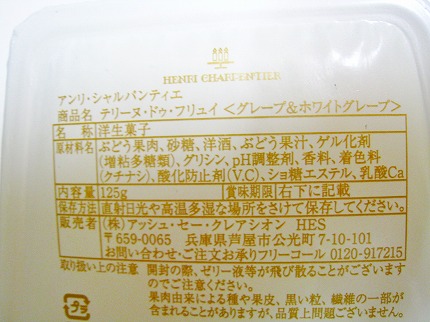 HENRI CHARPENTIER
アンリ・シャルパンティエ
商品名 テリーヌ・ドゥ・フリュイ <グレープ&ホワイトグレープ>
名 称 洋生菓子
原材料名 ぶどう果肉、砂糖、洋酒、ぶどう果汁、ゲル化剤
(増粘多糖類)、グリシン、pH調整剤、香料、着色料
(クチナシ)、酸化防止剤(V.C)、ショ糖エステル、乳酸Ca
内容量 125g 賞味期限 右下に記載
保存方法 直射日光や高温多湿な場所をさけて保存してください。
販売者 (株)アッシュ・セー・クレアシオン HES
〒659-0065 兵庫県芦屋市公光町7-10-101
お問い合わせ・ご注文お承りフリーコール 0120-917215
取り扱い上の注意 開封の際、ゼリー液等が飛び散ることがございます
のでご注意ください。
果肉由来による種や果皮、黒い粒、繊維の一部が
含まれますことがございますが、品質上問題ございません。
プラ